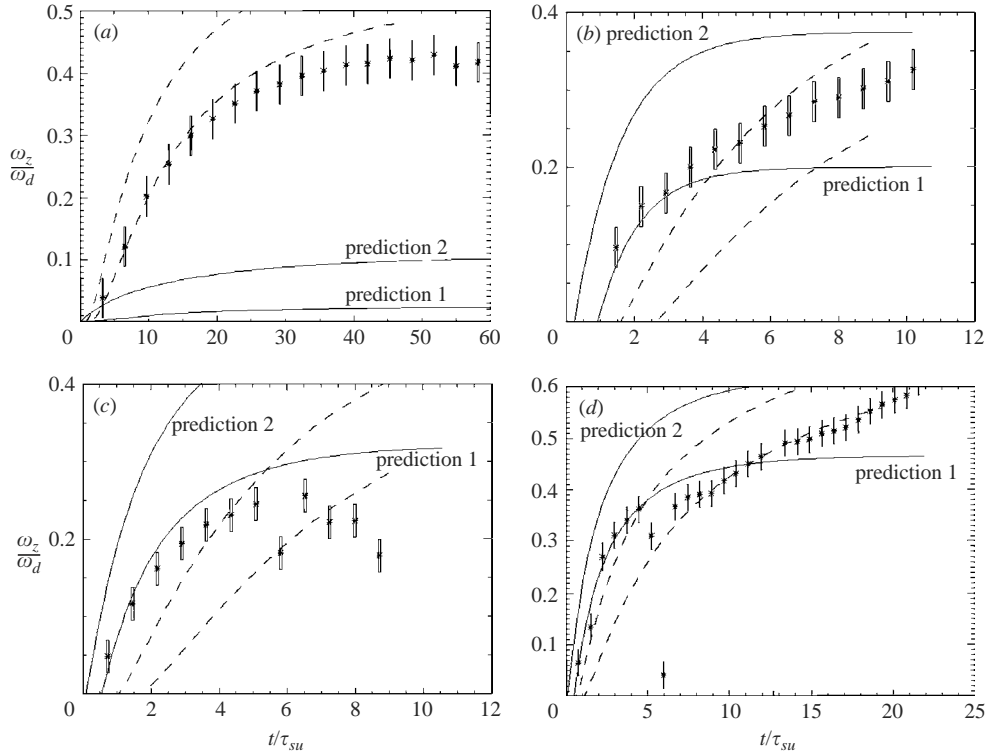 (a)
0.5
0.4
0.3
0.2
0.1
ω_z
ω_d
prediction 2
prediction 1
0 10 20 30 40 50 60
(b) prediction 2
0.4
0.2
prediction 1
0 2 4 6 8 10 12
(c)
0.4
0.2
ω_z
ω_d
prediction 2
prediction 1
0 2 4 6 8 10 12
t/τ_su
(d)
0.6
0.5
0.4
0.3
0.2
0.1
prediction 2
prediction 1
0 5 10 15 20 25
t/τ_su